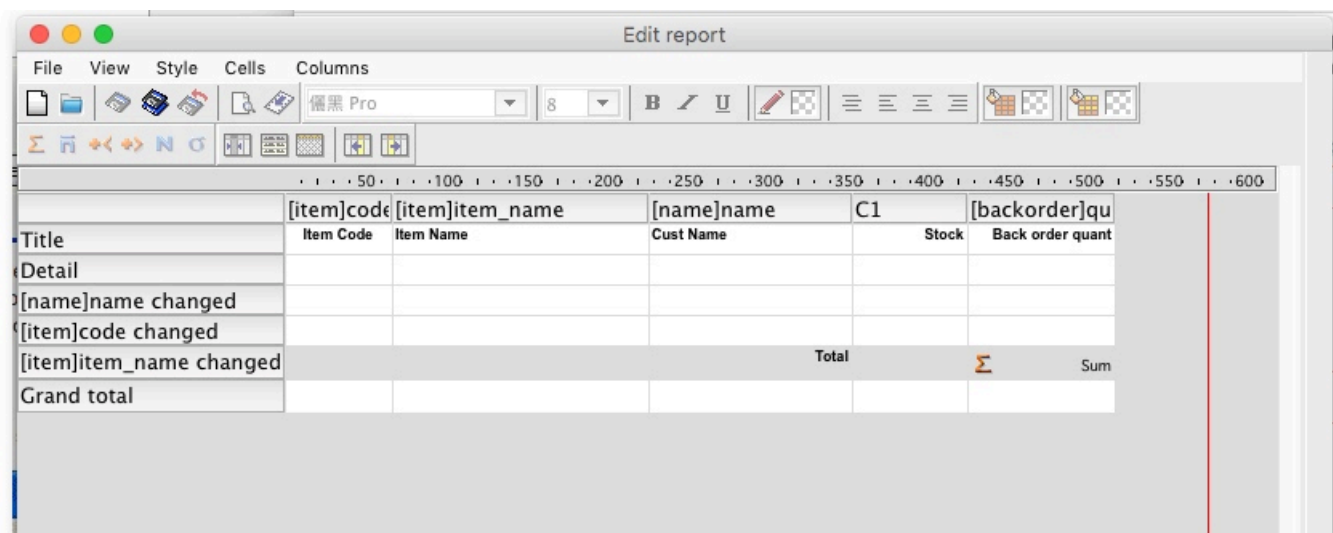 Edit report
File View Style Cells Columns
儷黑 Pro 8 B I U
Σ n N σ
50 100 150 200 250 300 350 400 450 500 550 600
[item]code [item]item_name [name]name C1 [backorder]qu
Title Item Code Item Name Cust Name Stock Back order quant
Detail
[name]name changed
[item]code changed
[item]item_name changed Total Σ Sum
Grand total